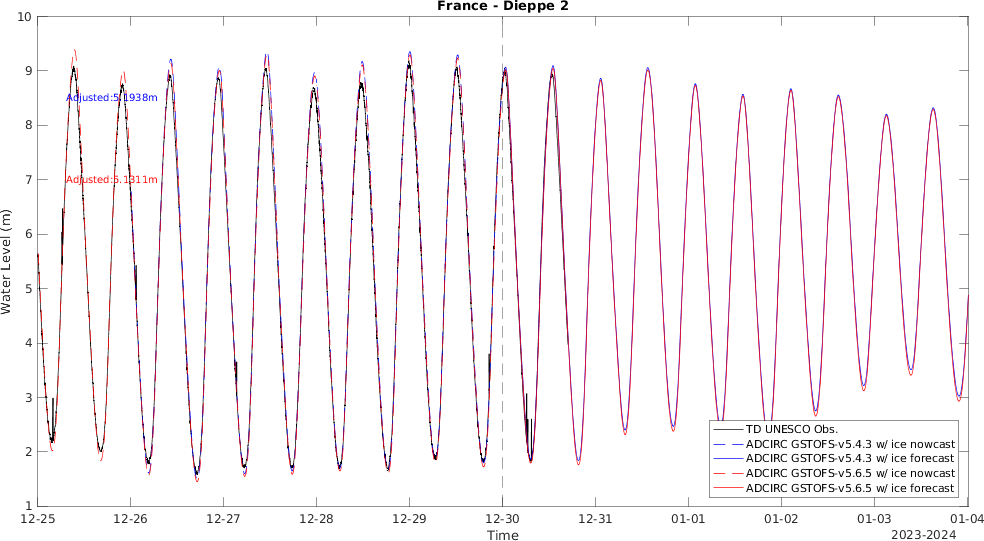 France - Dieppe 2
Water Level (m)
10
9
8
7
6
5
4
3
2
1
Adjusted:5.1938m
Adjusted:5.1311m
TD UNESCO Obs.
ADCIRC GSTOFS-v5.4.3 w/ ice nowcast
ADCIRC GSTOFS-v5.4.3 w/ ice forecast
ADCIRC GSTOFS-v5.6.5 w/ ice nowcast
ADCIRC GSTOFS-v5.6.5 w/ ice forecast
12-25 12-26 12-27 12-28 12-29 12-30 12-31 01-01 01-02 01-03 01-04
Time
2023-2024